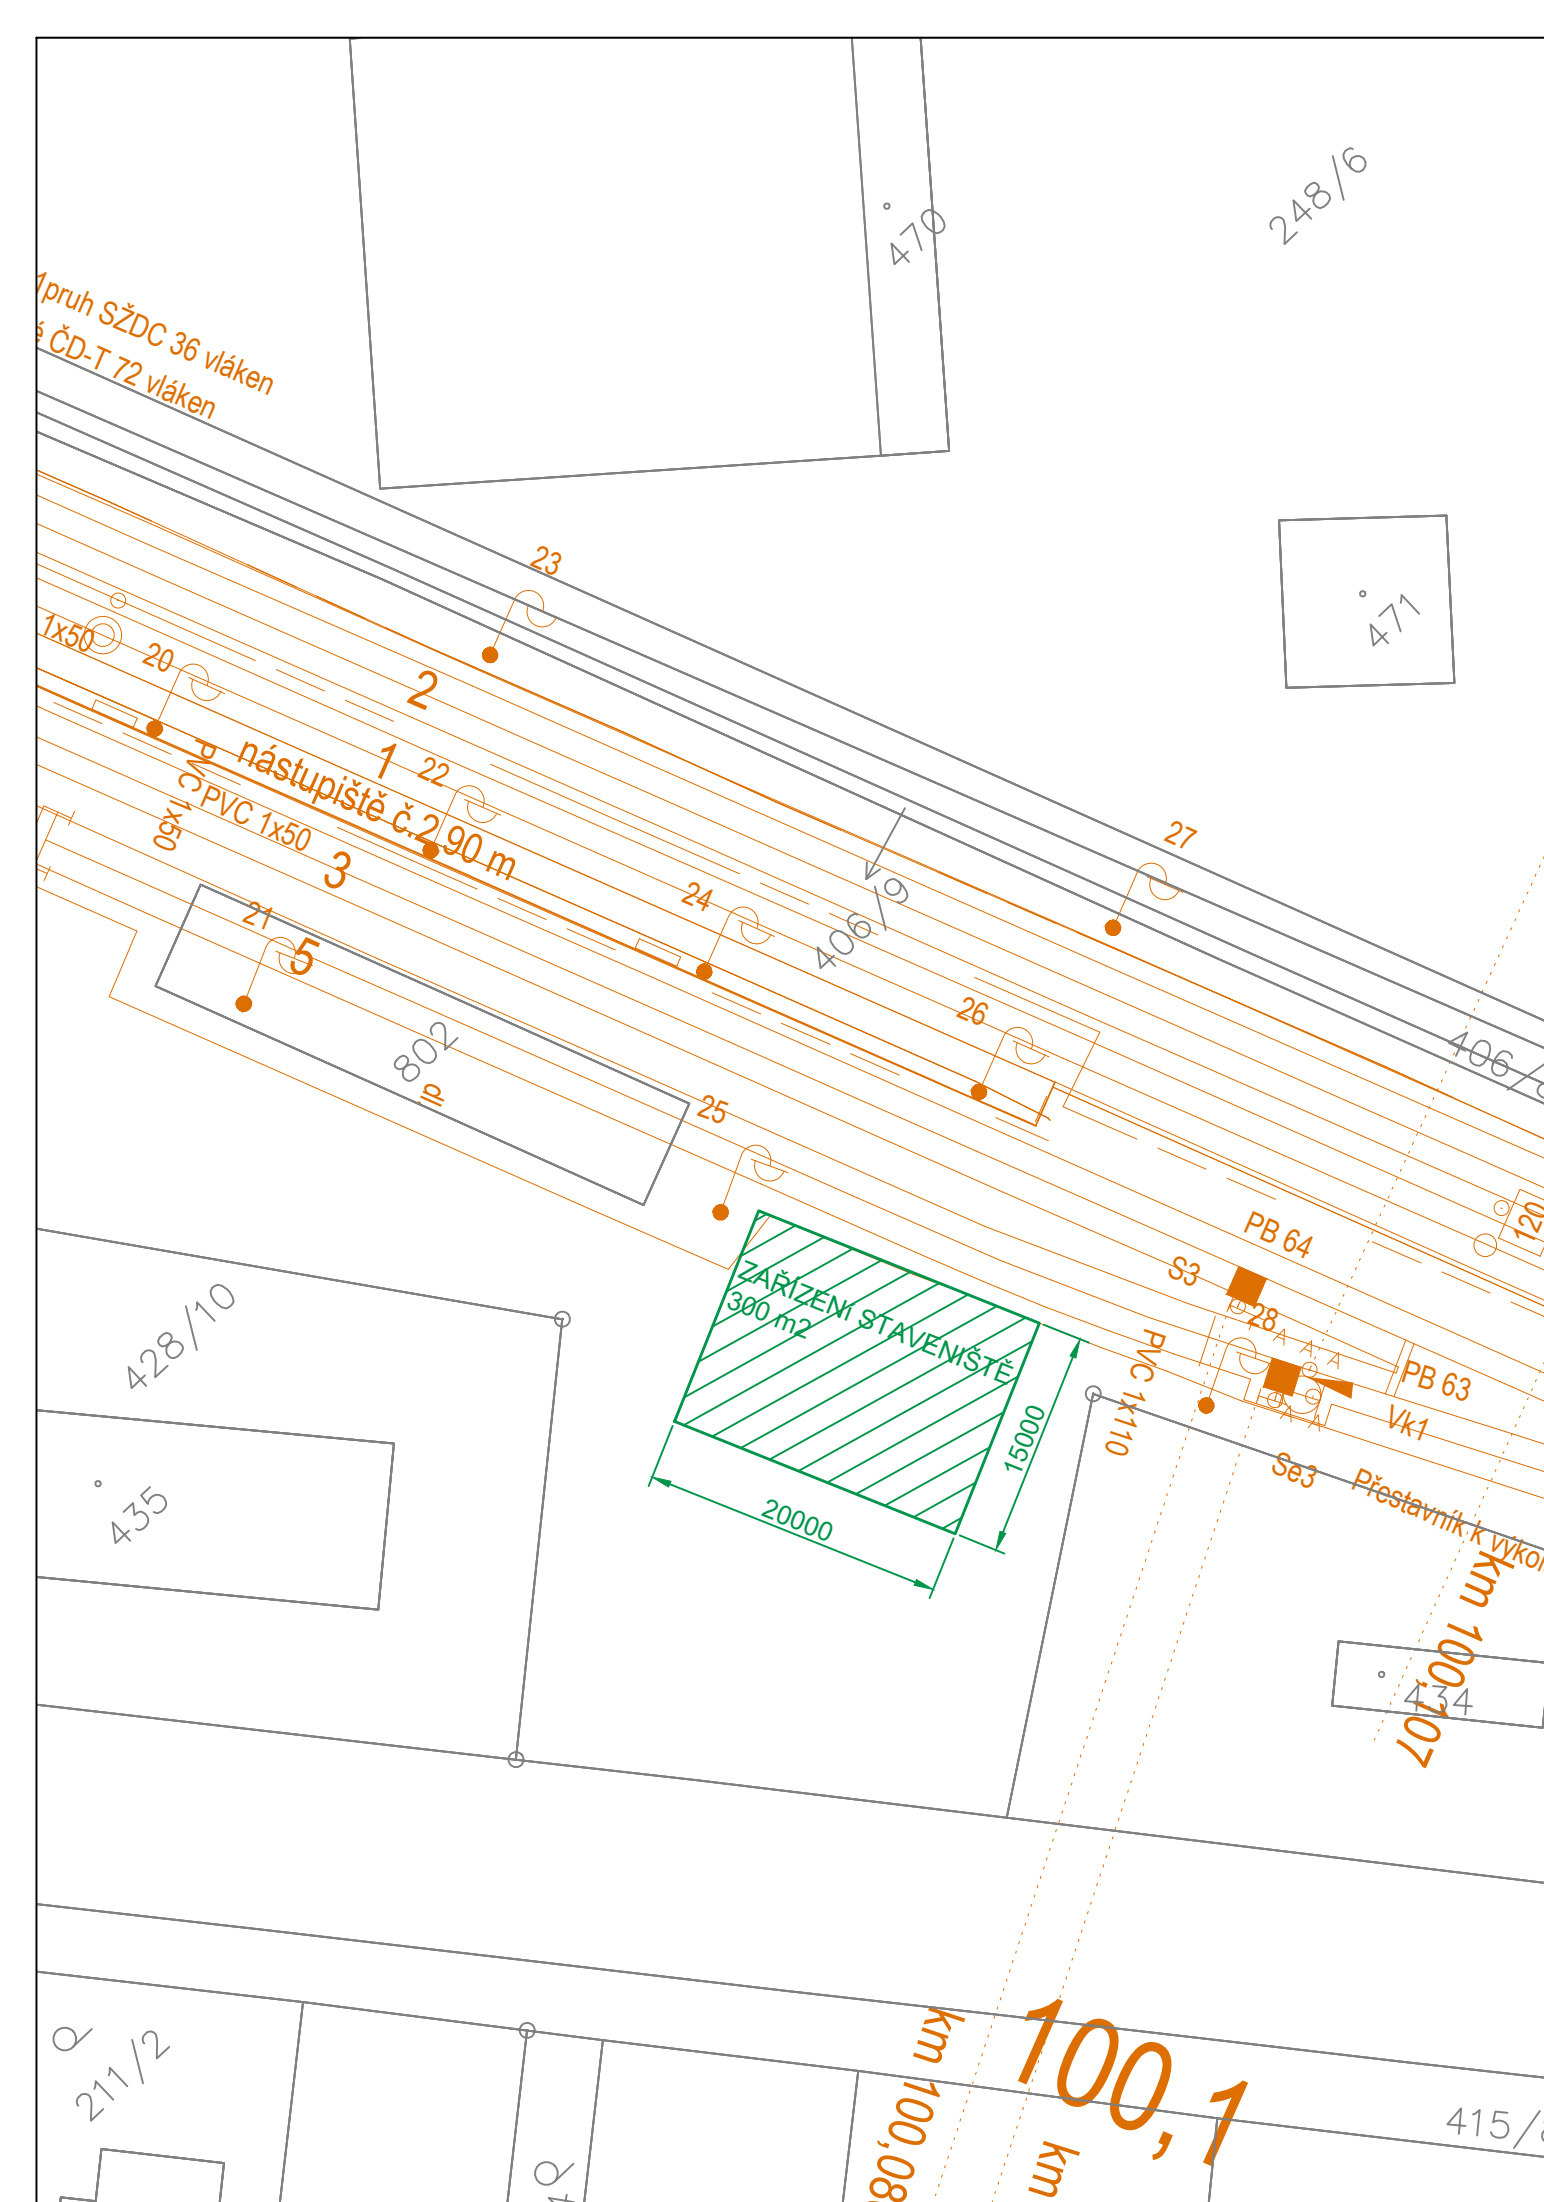 248/6
470
1pruh SŽDC 36 vláken
é ČD-T 72 vláken
23
471
1x50
20
2
1
22
nástupiště č.2 90 m
PVC 1x50
PVC 1x50
3
27
24
406/9
21
5
26
802
25
PB 64
120
S3
28
ZAŘÍZENí STAVENIŠTĚ
300 m2
428/10
PVC 1x110
A
A
A
A
A
PB 63
Vk1
15000
Se3
Přestavník k výko
435
20000
km 100,107
434
100,1
km 100,08
211/2
km
415/